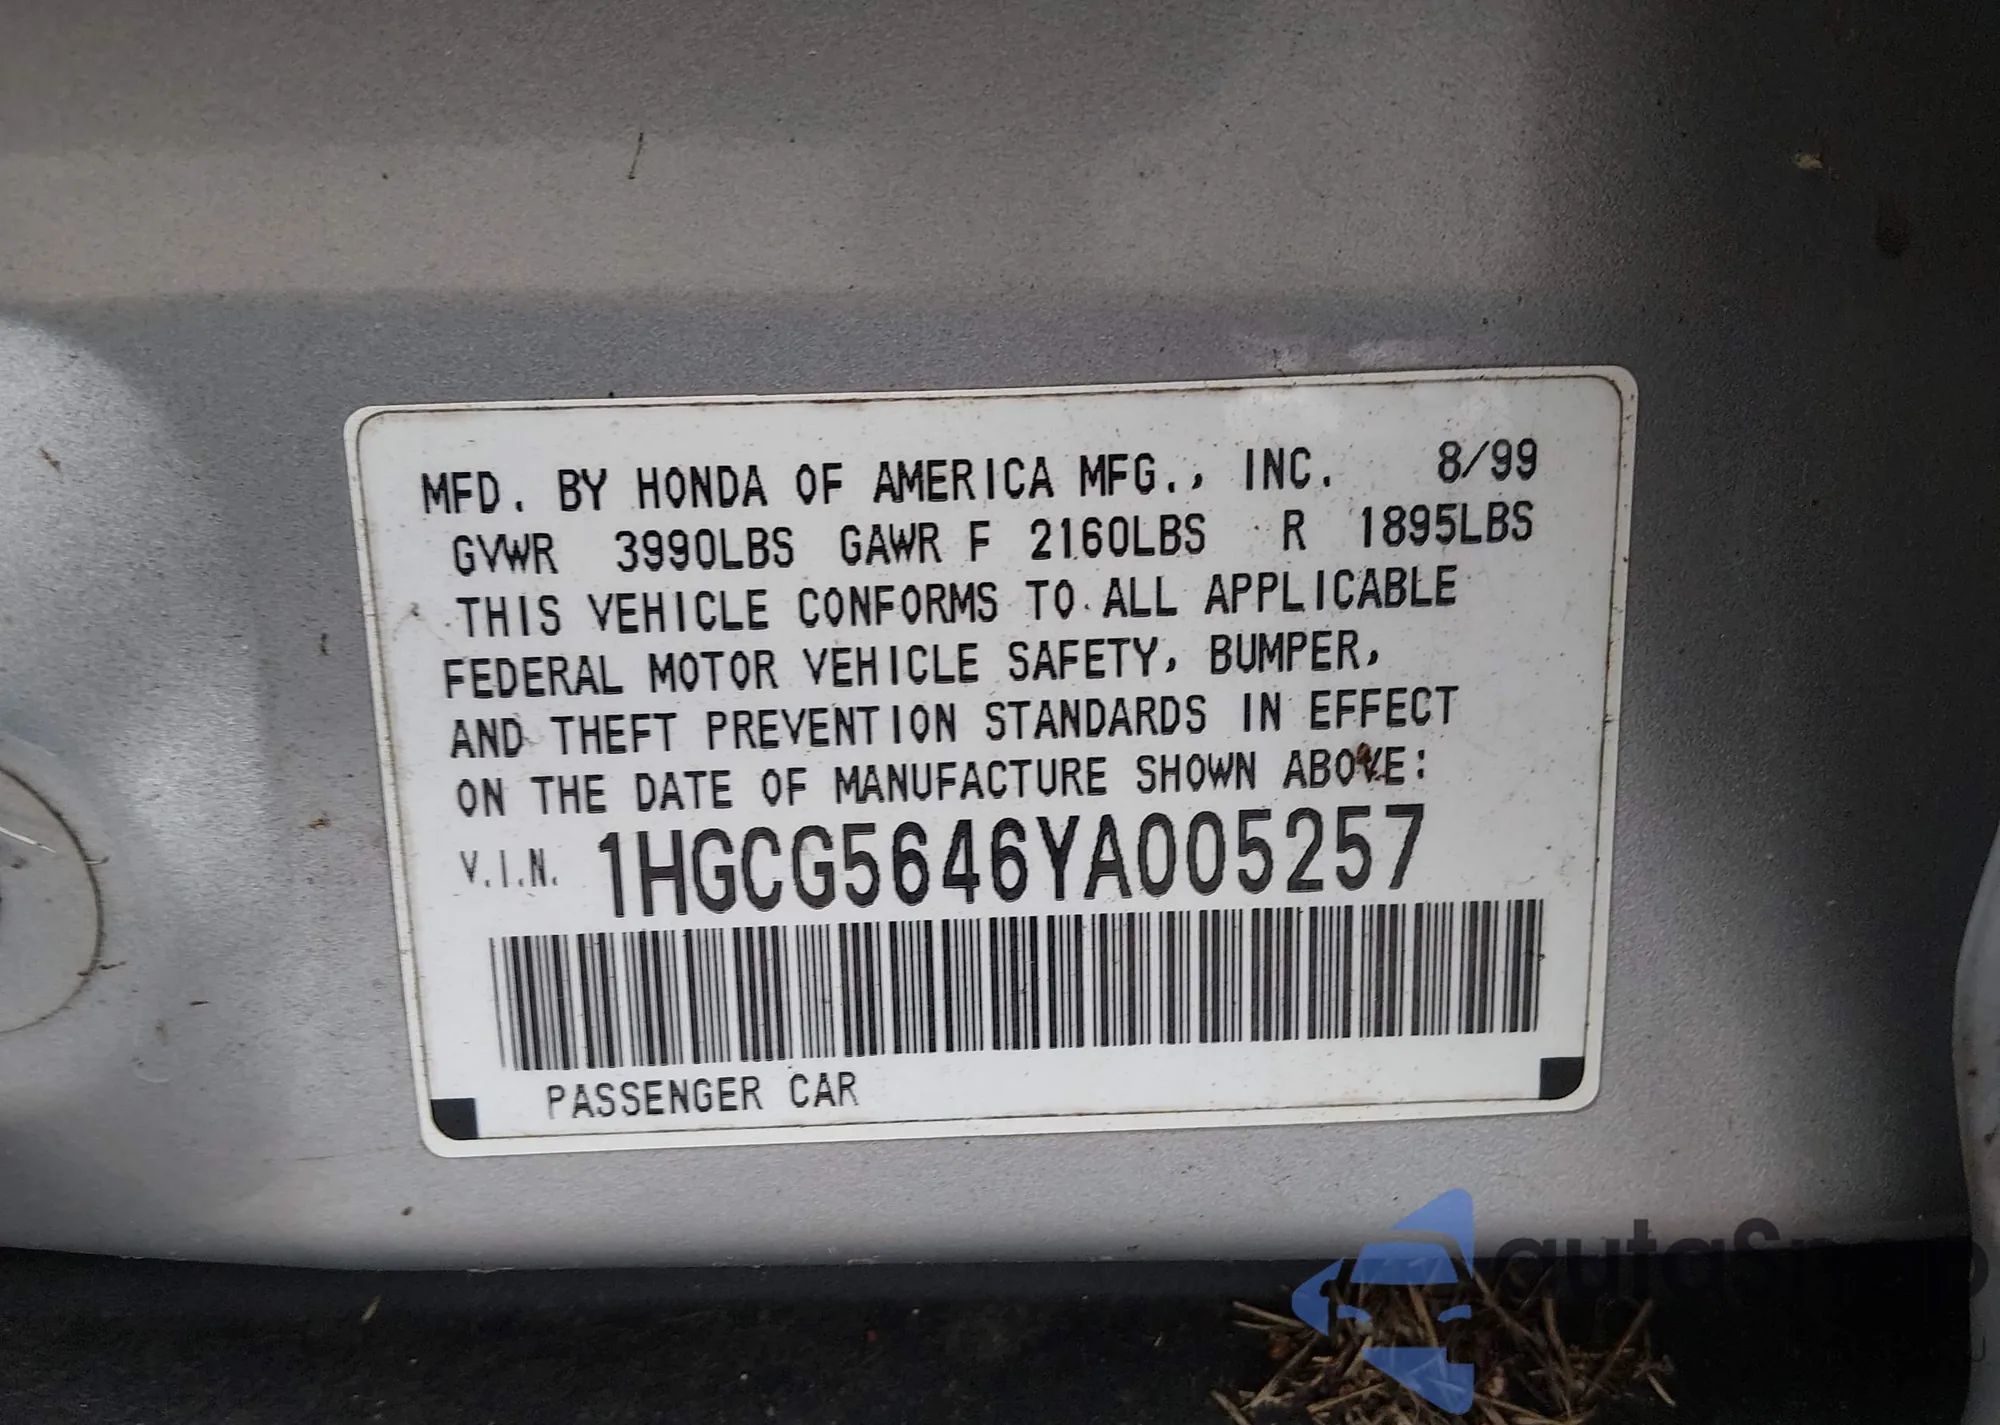 MFD. BY HONDA OF AMERICA MFG., INC. 8/99
GVWR 3990LBS GAWR F 2160LBS R 1895LBS
THIS VEHICLE CONFORMS TO ALL APPLICABLE
FEDERAL MOTOR VEHICLE SAFETY, BUMPER,
AND THEFT PREVENTION STANDARDS IN EFFECT
ON THE DATE OF MANUFACTURE SHOWN ABOVE:
V.I.N. 1HGCG5646YA005257
PASSENGER CAR
autaSnap